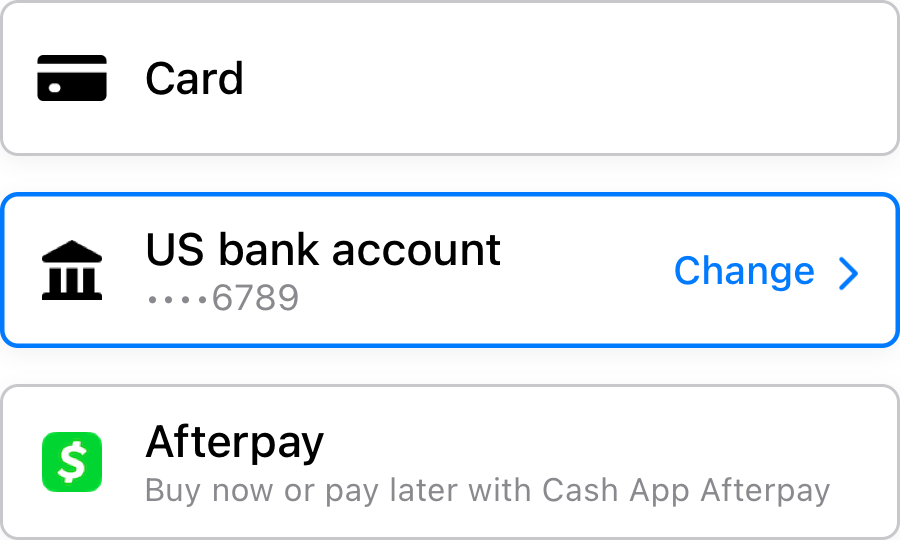 Card
US bank account
••••6789
Change
Afterpay
Buy now or pay later with Cash App Afterpay